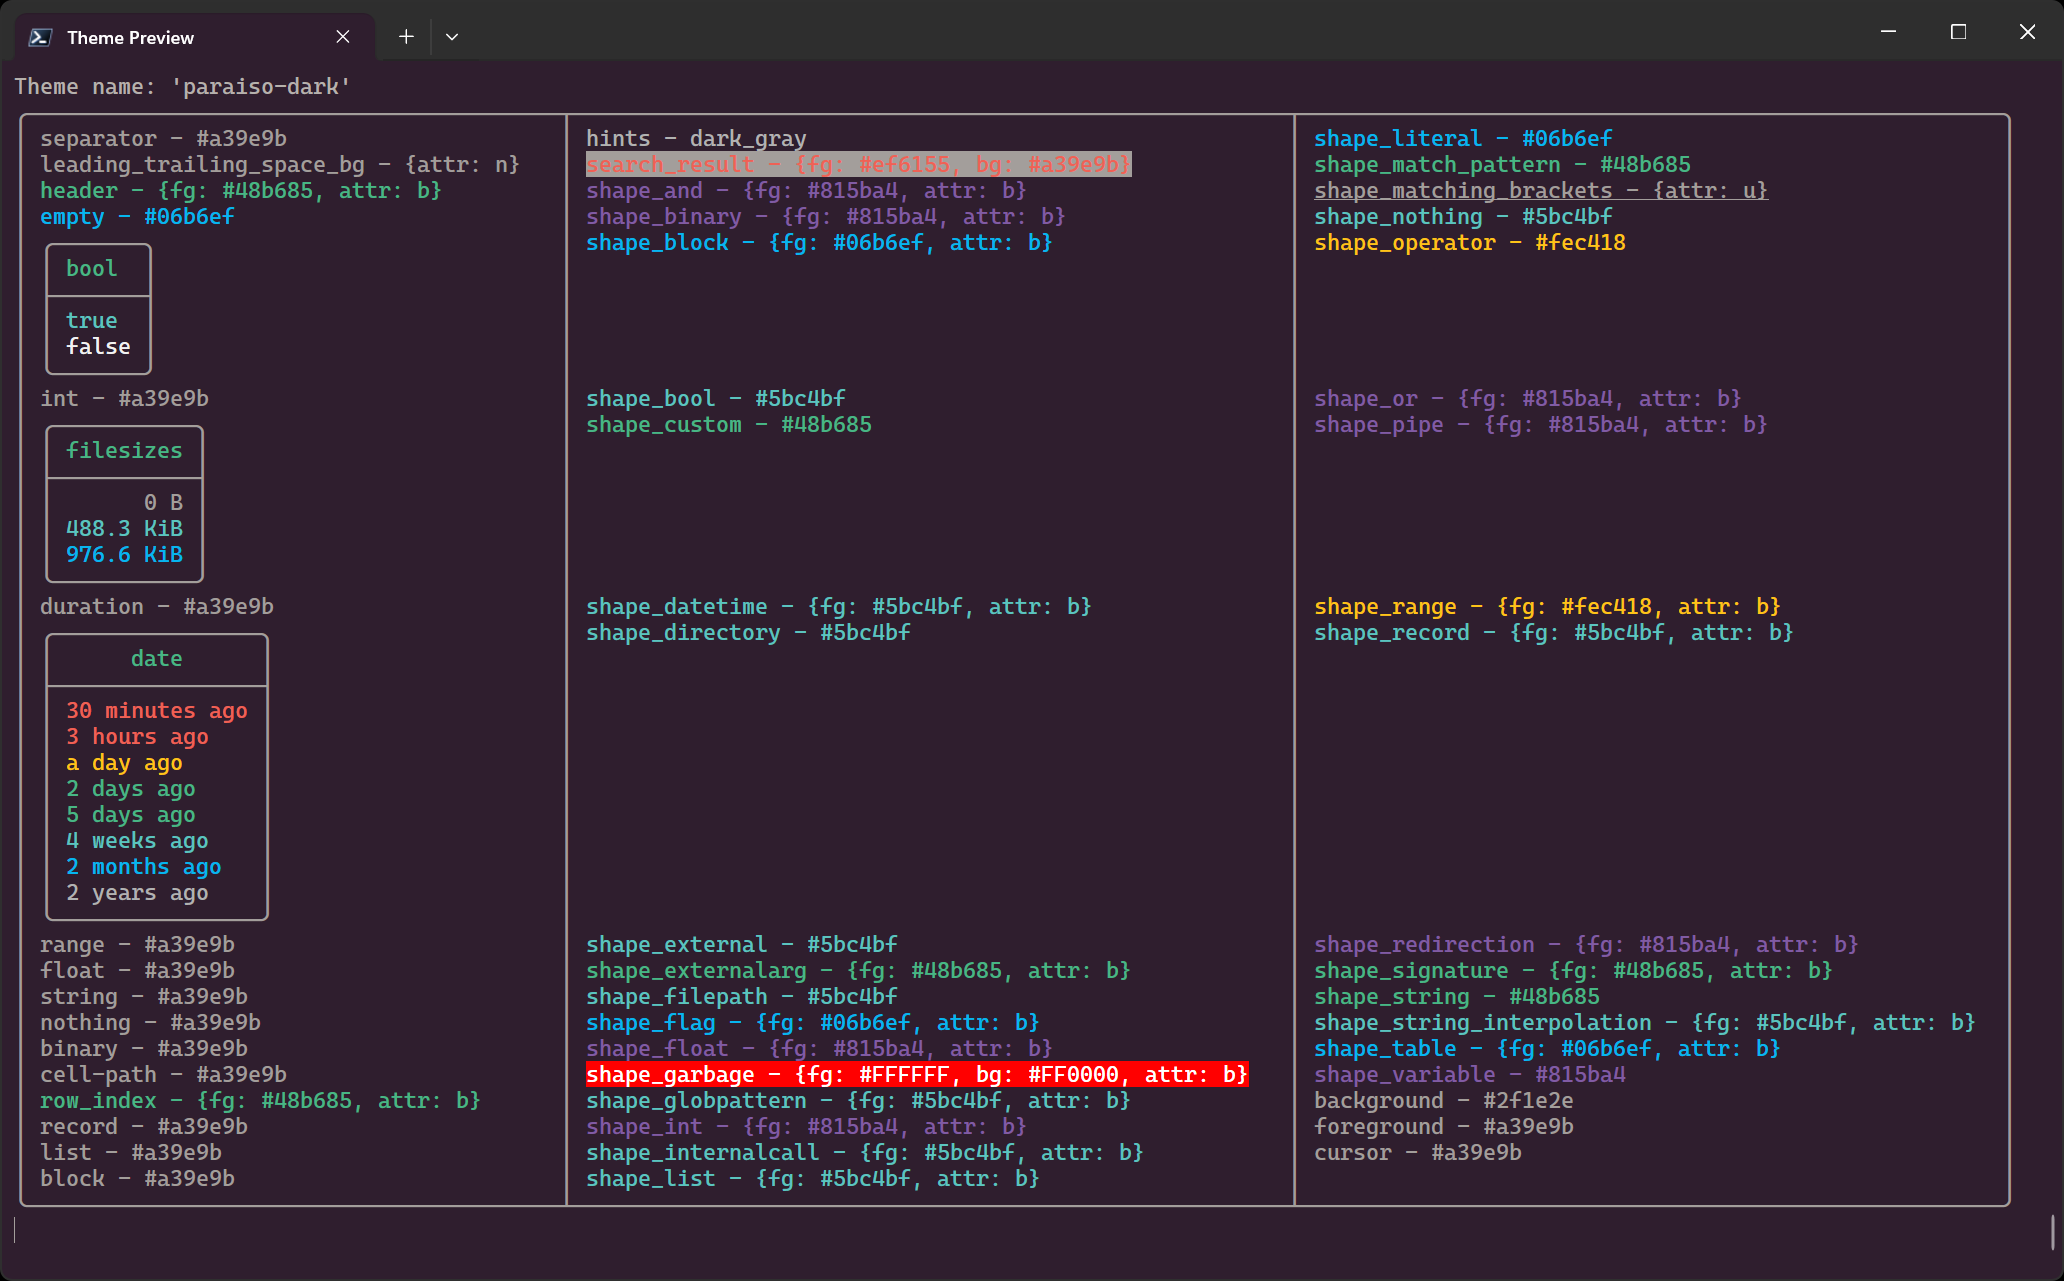 Theme Preview
Theme name: 'paraiso-dark'
separator - #a39e9b
leading_trailing_space_bg - {attr: n}
header - {fg: #48b685, attr: b}
empty - #06b6ef
bool
true
false
int - #a39e9b
filesizes
0 B
488.3 KiB
976.6 KiB
duration - #a39e9b
date
30 minutes ago
3 hours ago
a day ago
2 days ago
5 days ago
4 weeks ago
2 months ago
2 years ago
range - #a39e9b
float - #a39e9b
string - #a39e9b
nothing - #a39e9b
binary - #a39e9b
cell-path - #a39e9b
row_index - {fg: #48b685, attr: b}
record - #a39e9b
list - #a39e9b
block - #a39e9b
hints - dark_gray
search_result - {fg: #ef6155, bg: #a39e9b}
shape_and - {fg: #815ba4, attr: b}
shape_binary - {fg: #815ba4, attr: b}
shape_block - {fg: #06b6ef, attr: b}
shape_bool - #5bc4bf
shape_custom - #48b685
shape_datetime - {fg: #5bc4bf, attr: b}
shape_directory - #5bc4bf
shape_external - #5bc4bf
shape_externalarg - {fg: #48b685, attr: b}
shape_filepath - #5bc4bf
shape_flag - {fg: #06b6ef, attr: b}
shape_float - {fg: #815ba4, attr: b}
shape_garbage - {fg: #FFFFFF, bg: #FF0000, attr: b}
shape_globpattern - {fg: #5bc4bf, attr: b}
shape_int - {fg: #815ba4, attr: b}
shape_internalcall - {fg: #5bc4bf, attr: b}
shape_list - {fg: #5bc4bf, attr: b}
shape_literal - #06b6ef
shape_match_pattern - #48b685
shape_matching_brackets - {attr: u}
shape_nothing - #5bc4bf
shape_operator - #fec418
shape_or - {fg: #815ba4, attr: b}
shape_pipe - {fg: #815ba4, attr: b}
shape_range - {fg: #fec418, attr: b}
shape_record - {fg: #5bc4bf, attr: b}
shape_redirection - {fg: #815ba4, attr: b}
shape_signature - {fg: #48b685, attr: b}
shape_string - #48b685
shape_string_interpolation - {fg: #5bc4bf, attr: b}
shape_table - {fg: #06b6ef, attr: b}
shape_variable - #815ba4
background - #2f1e2e
foreground - #a39e9b
cursor - #a39e9b